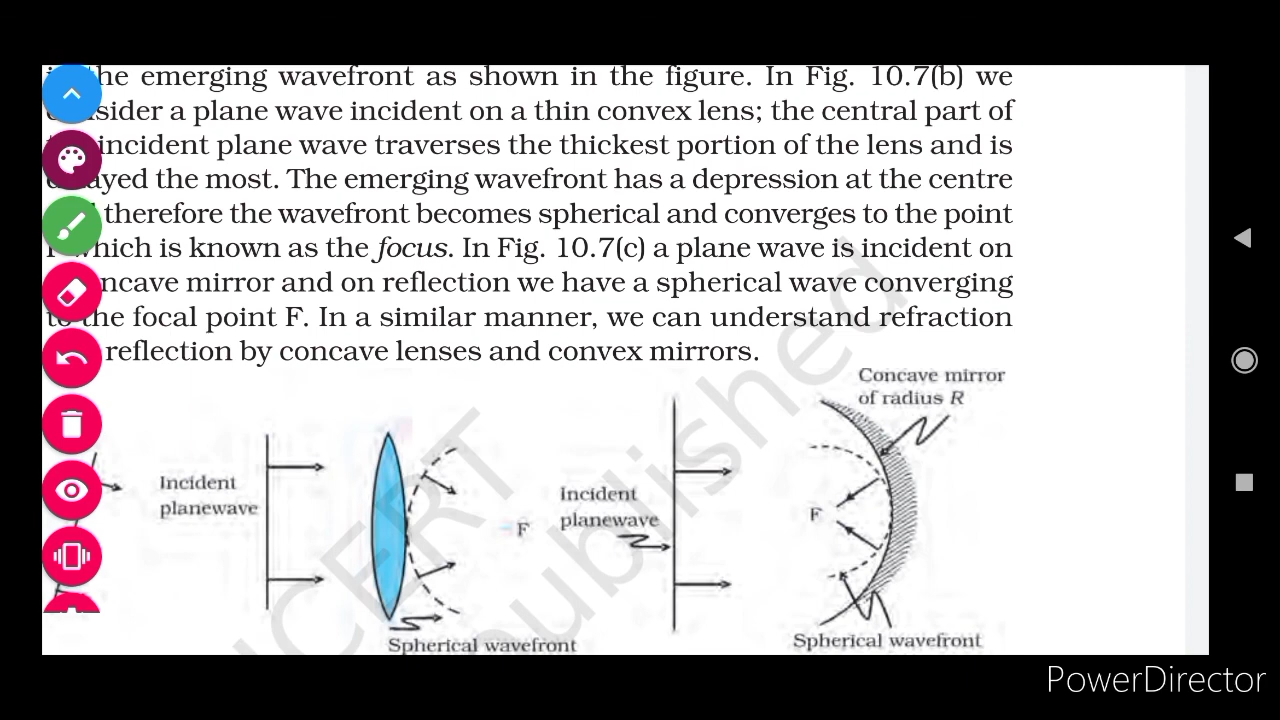 the emerging wavefront as shown in the figure. In Fig. 10.7(b) we
sider a plane wave incident on a thin convex lens; the central part of
incident plane wave traverses the thickest portion of the lens and is
ayed the most. The emerging wavefront has a depression at the centre
therefore the wavefront becomes spherical and converges to the point
which is known as the focus. In Fig. 10.7(c) a plane wave is incident on
ncave mirror and on reflection we have a spherical wave converging
the focal point F. In a similar manner, we can understand refraction
reflection by concave lenses and convex mirrors.
Concave mirror
of radius R
Incident
planewave
F
Spherical wavefront
Incident
planewave
F
Spherical wavefront
NCERT
published
PowerDirector